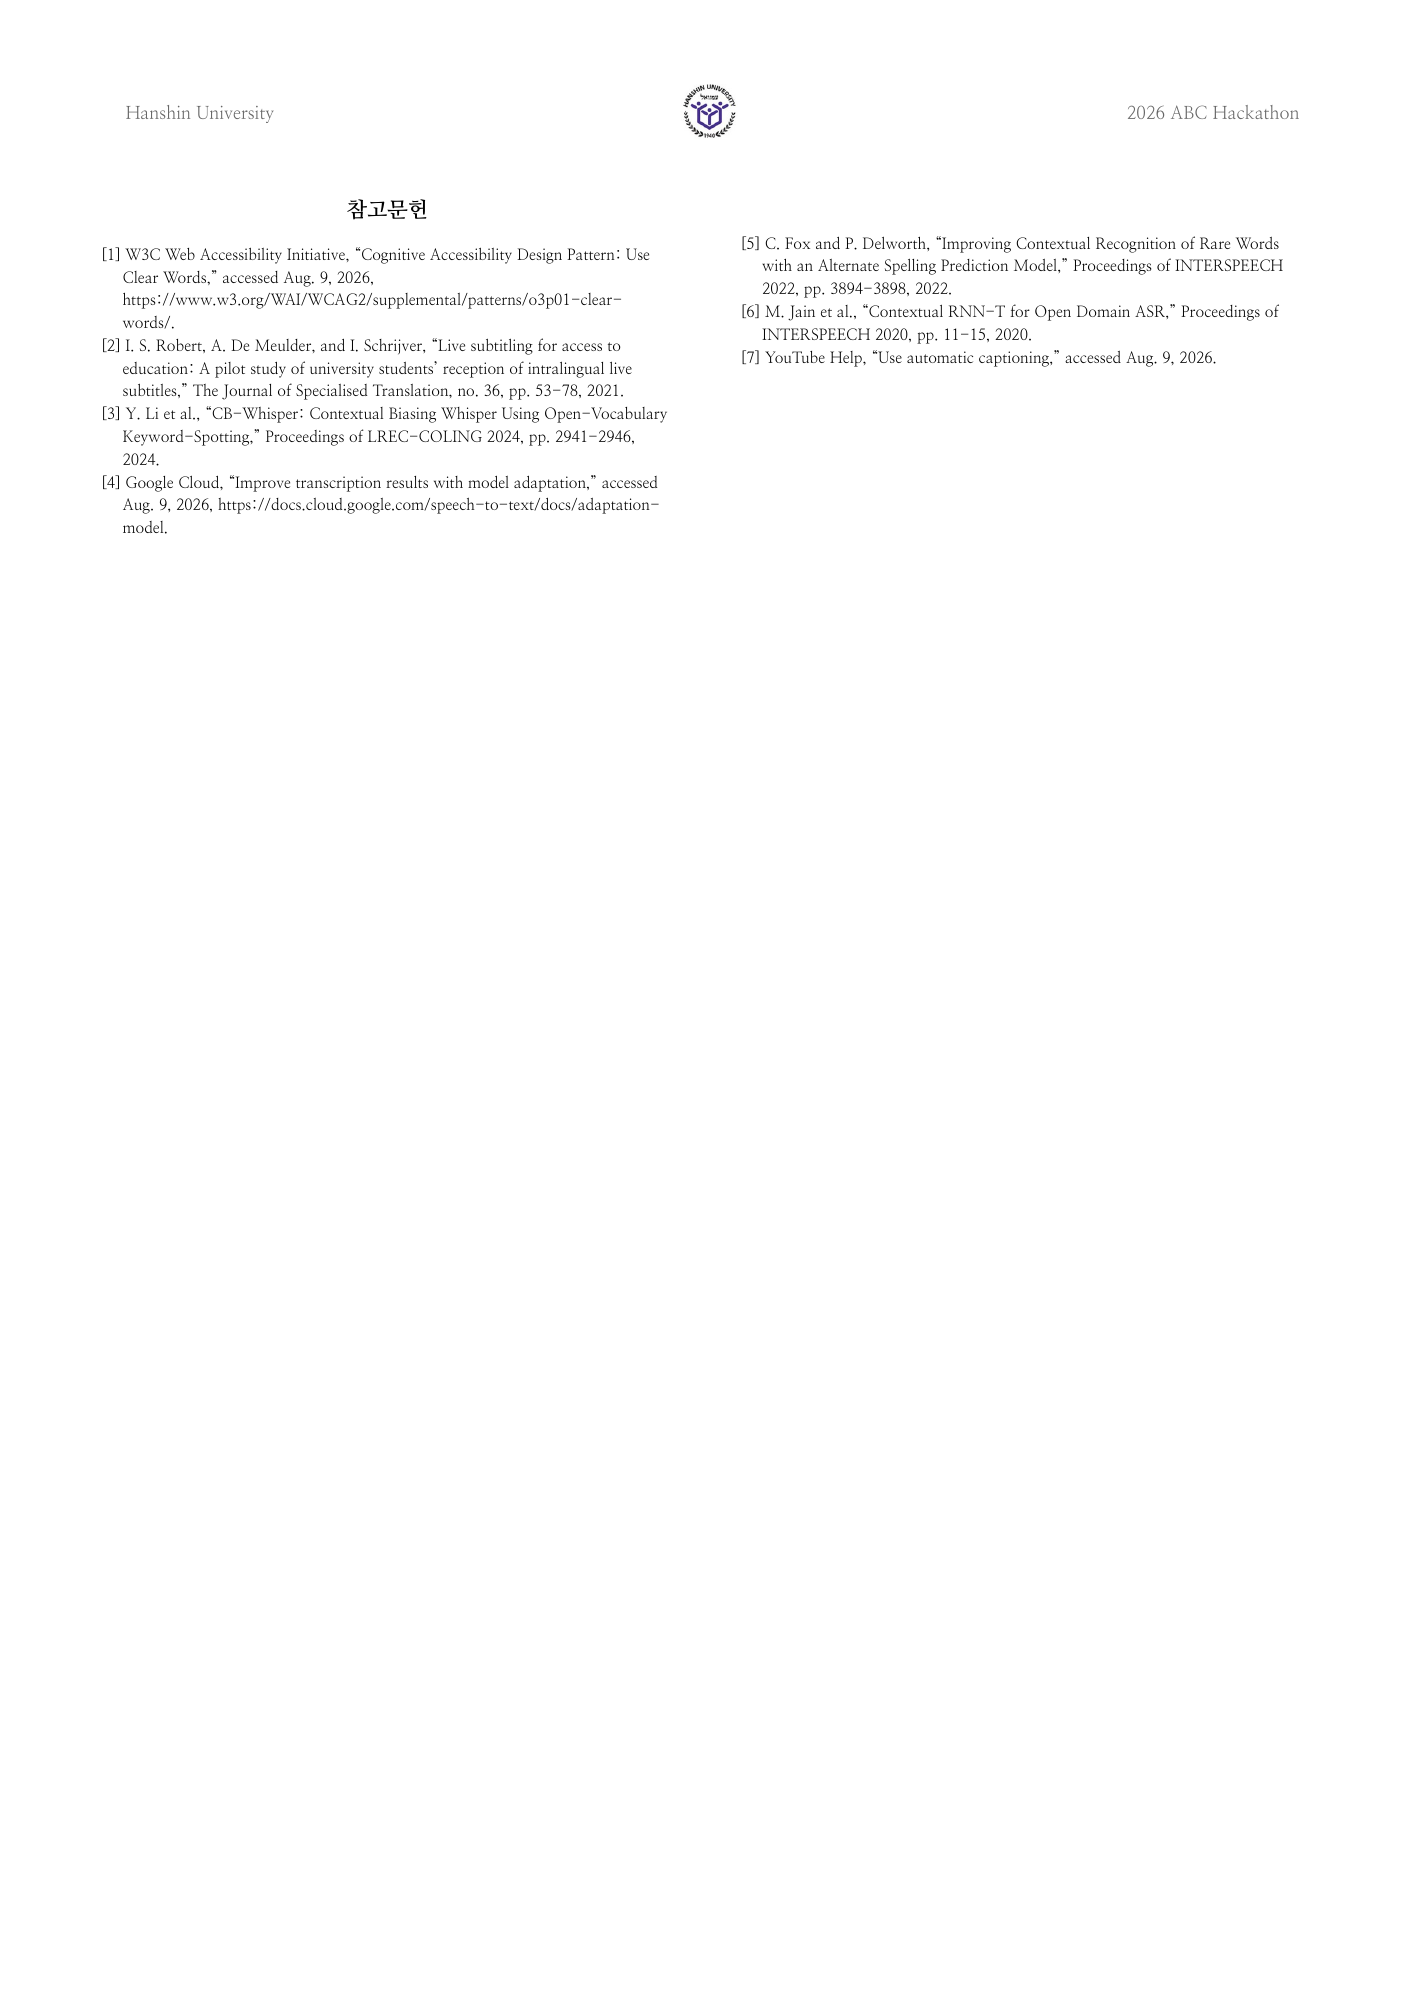 Hanshin University
HANSHIN UNIVERSITY
1940
2026 ABC Hackathon
참고문헌
[1] W3C Web Accessibility Initiative, “Cognitive Accessibility Design Pattern: Use
Clear Words,” accessed Aug. 9, 2026,
https://www.w3.org/WAI/WCAG2/supplemental/patterns/o3p01-clear-
words/.
[2] I. S. Robert, A. De Meulder, and I. Schrijver, “Live subtitling for access to
education: A pilot study of university students’ reception of intralingual live
subtitles,” The Journal of Specialised Translation, no. 36, pp. 53-78, 2021.
[3] Y. Li et al., “CB-Whisper: Contextual Biasing Whisper Using Open-Vocabulary
Keyword-Spotting,” Proceedings of LREC-COLING 2024, pp. 2941-2946,
2024.
[4] Google Cloud, “Improve transcription results with model adaptation,” accessed
Aug. 9, 2026, https://docs.cloud.google.com/speech-to-text/docs/adaptation-
model.
[5] C. Fox and P. Delworth, “Improving Contextual Recognition of Rare Words
with an Alternate Spelling Prediction Model,” Proceedings of INTERSPEECH
2022, pp. 3894-3898, 2022.
[6] M. Jain et al., “Contextual RNN-T for Open Domain ASR,” Proceedings of
INTERSPEECH 2020, pp. 11-15, 2020.
[7] YouTube Help, “Use automatic captioning,” accessed Aug. 9, 2026.